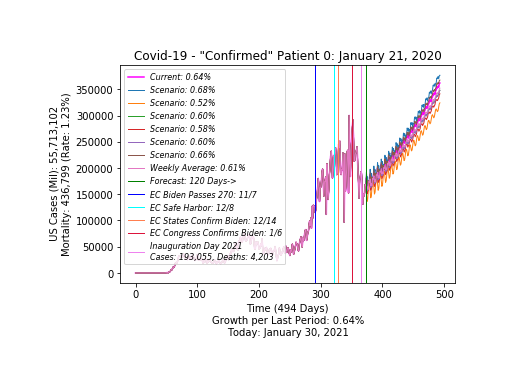 Covid-19 - "Confirmed" Patient 0: January 21, 2020
US Cases (Mil): 55,713,102
Mortality: 436,799 (Rate: 1.23%)
350000
300000
250000
200000
150000
100000
50000
0
Current: 0.64%
Scenario: 0.68%
Scenario: 0.52%
Scenario: 0.60%
Scenario: 0.58%
Scenario: 0.60%
Scenario: 0.66%
Weekly Average: 0.61%
Forecast: 120 Days->
EC Biden Passes 270: 11/7
EC Safe Harbor: 12/8
EC States Confirm Biden: 12/14
EC Congress Confirms Biden: 1/6
Inauguration Day 2021
Cases: 193,055, Deaths: 4,203
0 100 200 300 400 500
Time (494 Days)
Growth per Last Period: 0.64%
Today: January 30, 2021